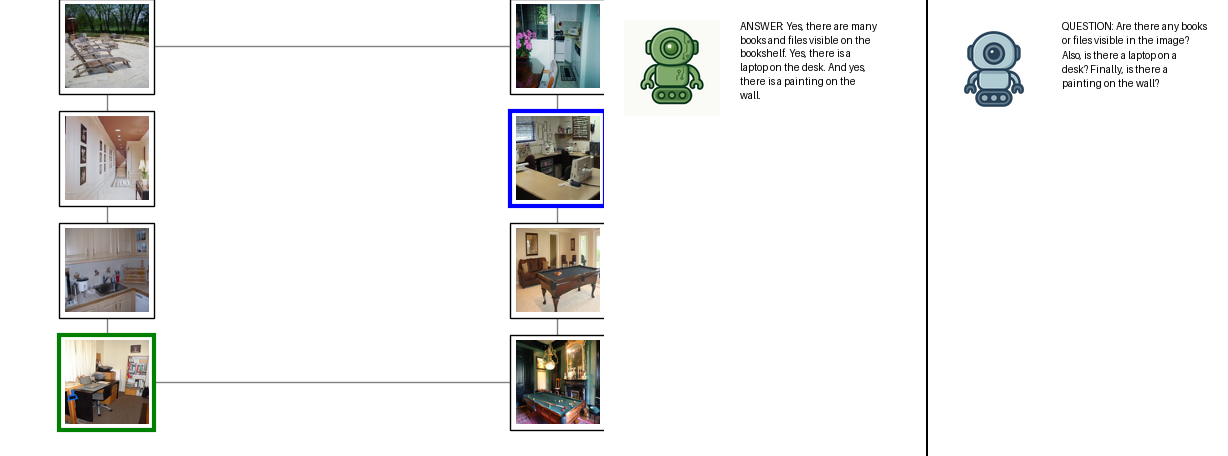 ANSWER: Yes, there are many
books and files visible on the
bookshelf. Yes, there is a
laptop on the desk. And yes,
there is a painting on the
wall.
QUESTION: Are there any books
or files visible in the image?
Also, is there a laptop on a
desk? Finally, is there a
painting on the wall?